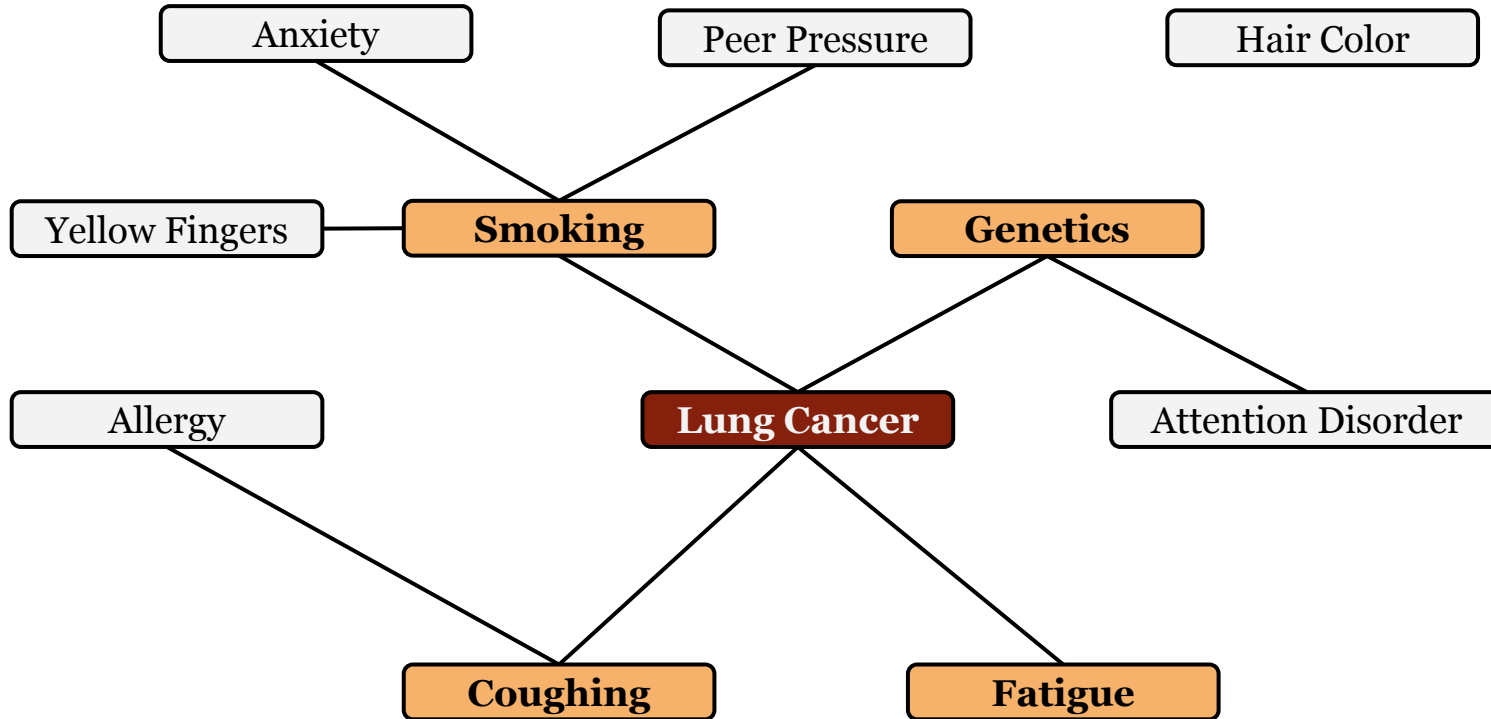 Anxiety
Peer Pressure
Hair Color
Yellow Fingers
Smoking
Genetics
Allergy
Lung Cancer
Attention Disorder
Coughing
Fatigue